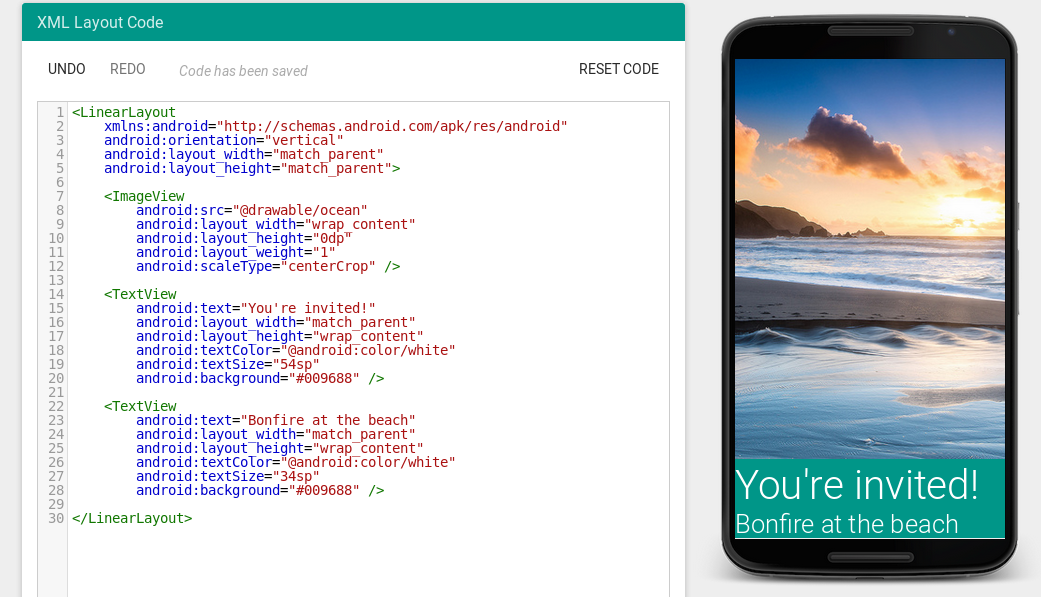 XML Layout Code
UNDO REDO Code has been saved RESET CODE
1 <LinearLayout
2 xmlns:android="http://schemas.android.com/apk/res/android"
3 android:orientation="vertical"
4 android:layout_width="match_parent"
5 android:layout_height="match_parent">
6
7 <ImageView
8 android:src="@drawable/ocean"
9 android:layout_width="wrap_content"
10 android:layout_height="0dp"
11 android:layout_weight="1"
12 android:scaleType="centerCrop" />
13
14 <TextView
15 android:text="You're invited!"
16 android:layout_width="match_parent"
17 android:layout_height="wrap_content"
18 android:textColor="@android:color/white"
19 android:textSize="54sp"
20 android:background="#009688" />
21
22 <TextView
23 android:text="Bonfire at the beach"
24 android:layout_width="match_parent"
25 android:layout_height="wrap_content"
26 android:textColor="@android:color/white"
27 android:textSize="34sp"
28 android:background="#009688" />
29
30 </LinearLayout>
You're invited!
Bonfire at the beach